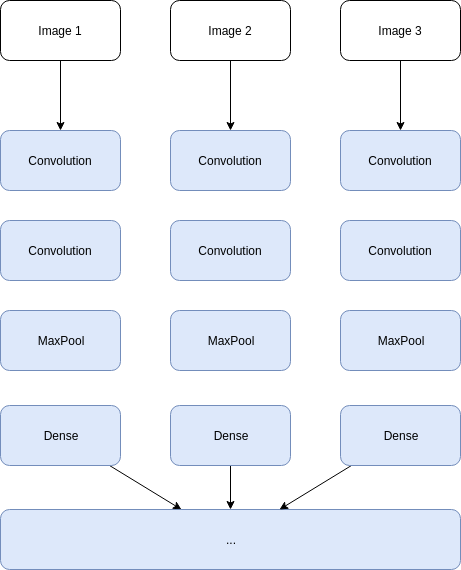 Image 1
Image 2
Image 3
Convolution
Convolution
Convolution
Convolution
Convolution
Convolution
MaxPool
MaxPool
MaxPool
Dense
Dense
Dense
...